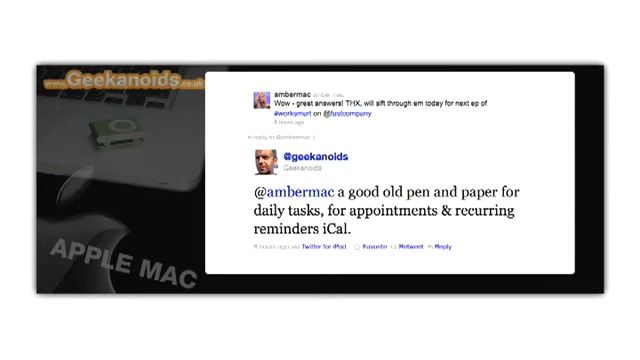 www.Geekanoids.co.uk
ambermac amber mac
Wow - great answers! THX, will sift through em today for next ep of
#worksmart on @fastcompany
8 hours ago
in reply to @ambermac ↑
@geekanoids
Geekanoids
@ambermac a good old pen and paper for
daily tasks, for appointments & recurring
reminders iCal.
8 hours ago via Twitter for iPad Favorite Retweet Reply
APPLE MAC